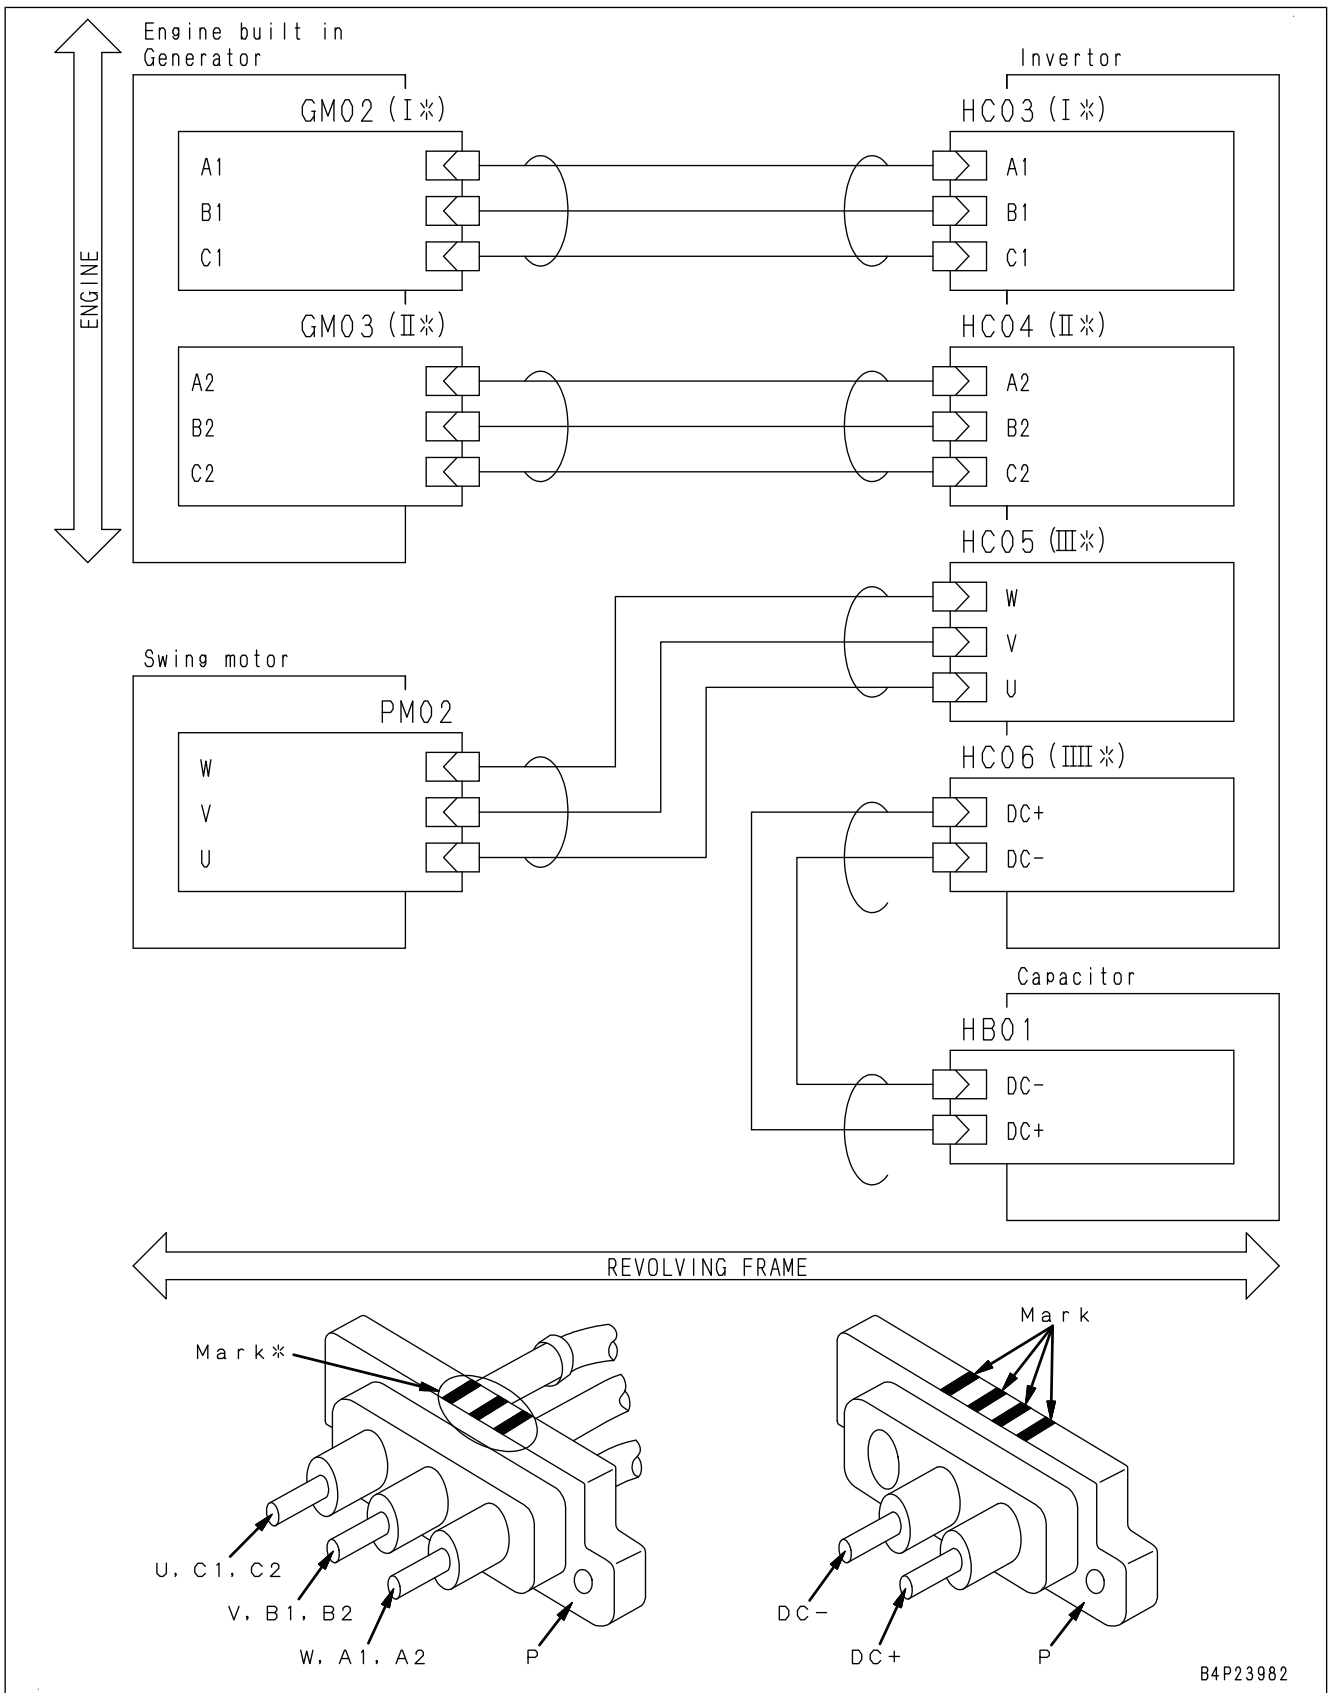 Engine built in
Generator
Invertor
GM02 (I※)
HC03 (I※)
A1
A1
B1
B1
C1
C1
ENGINE
GM03 (II※)
HC04 (II※)
A2
A2
B2
B2
C2
C2
HC05 (III※)
W
V
U
Swing motor
PM02
W
V
U
HC06 (IIII※)
DC+
DC-
Capacitor
HB01
DC-
DC+
REVOLVING FRAME
Mark※
U, C1, C2
V, B1, B2
W, A1, A2
P
Mark
DC-
DC+
P
B4P23982